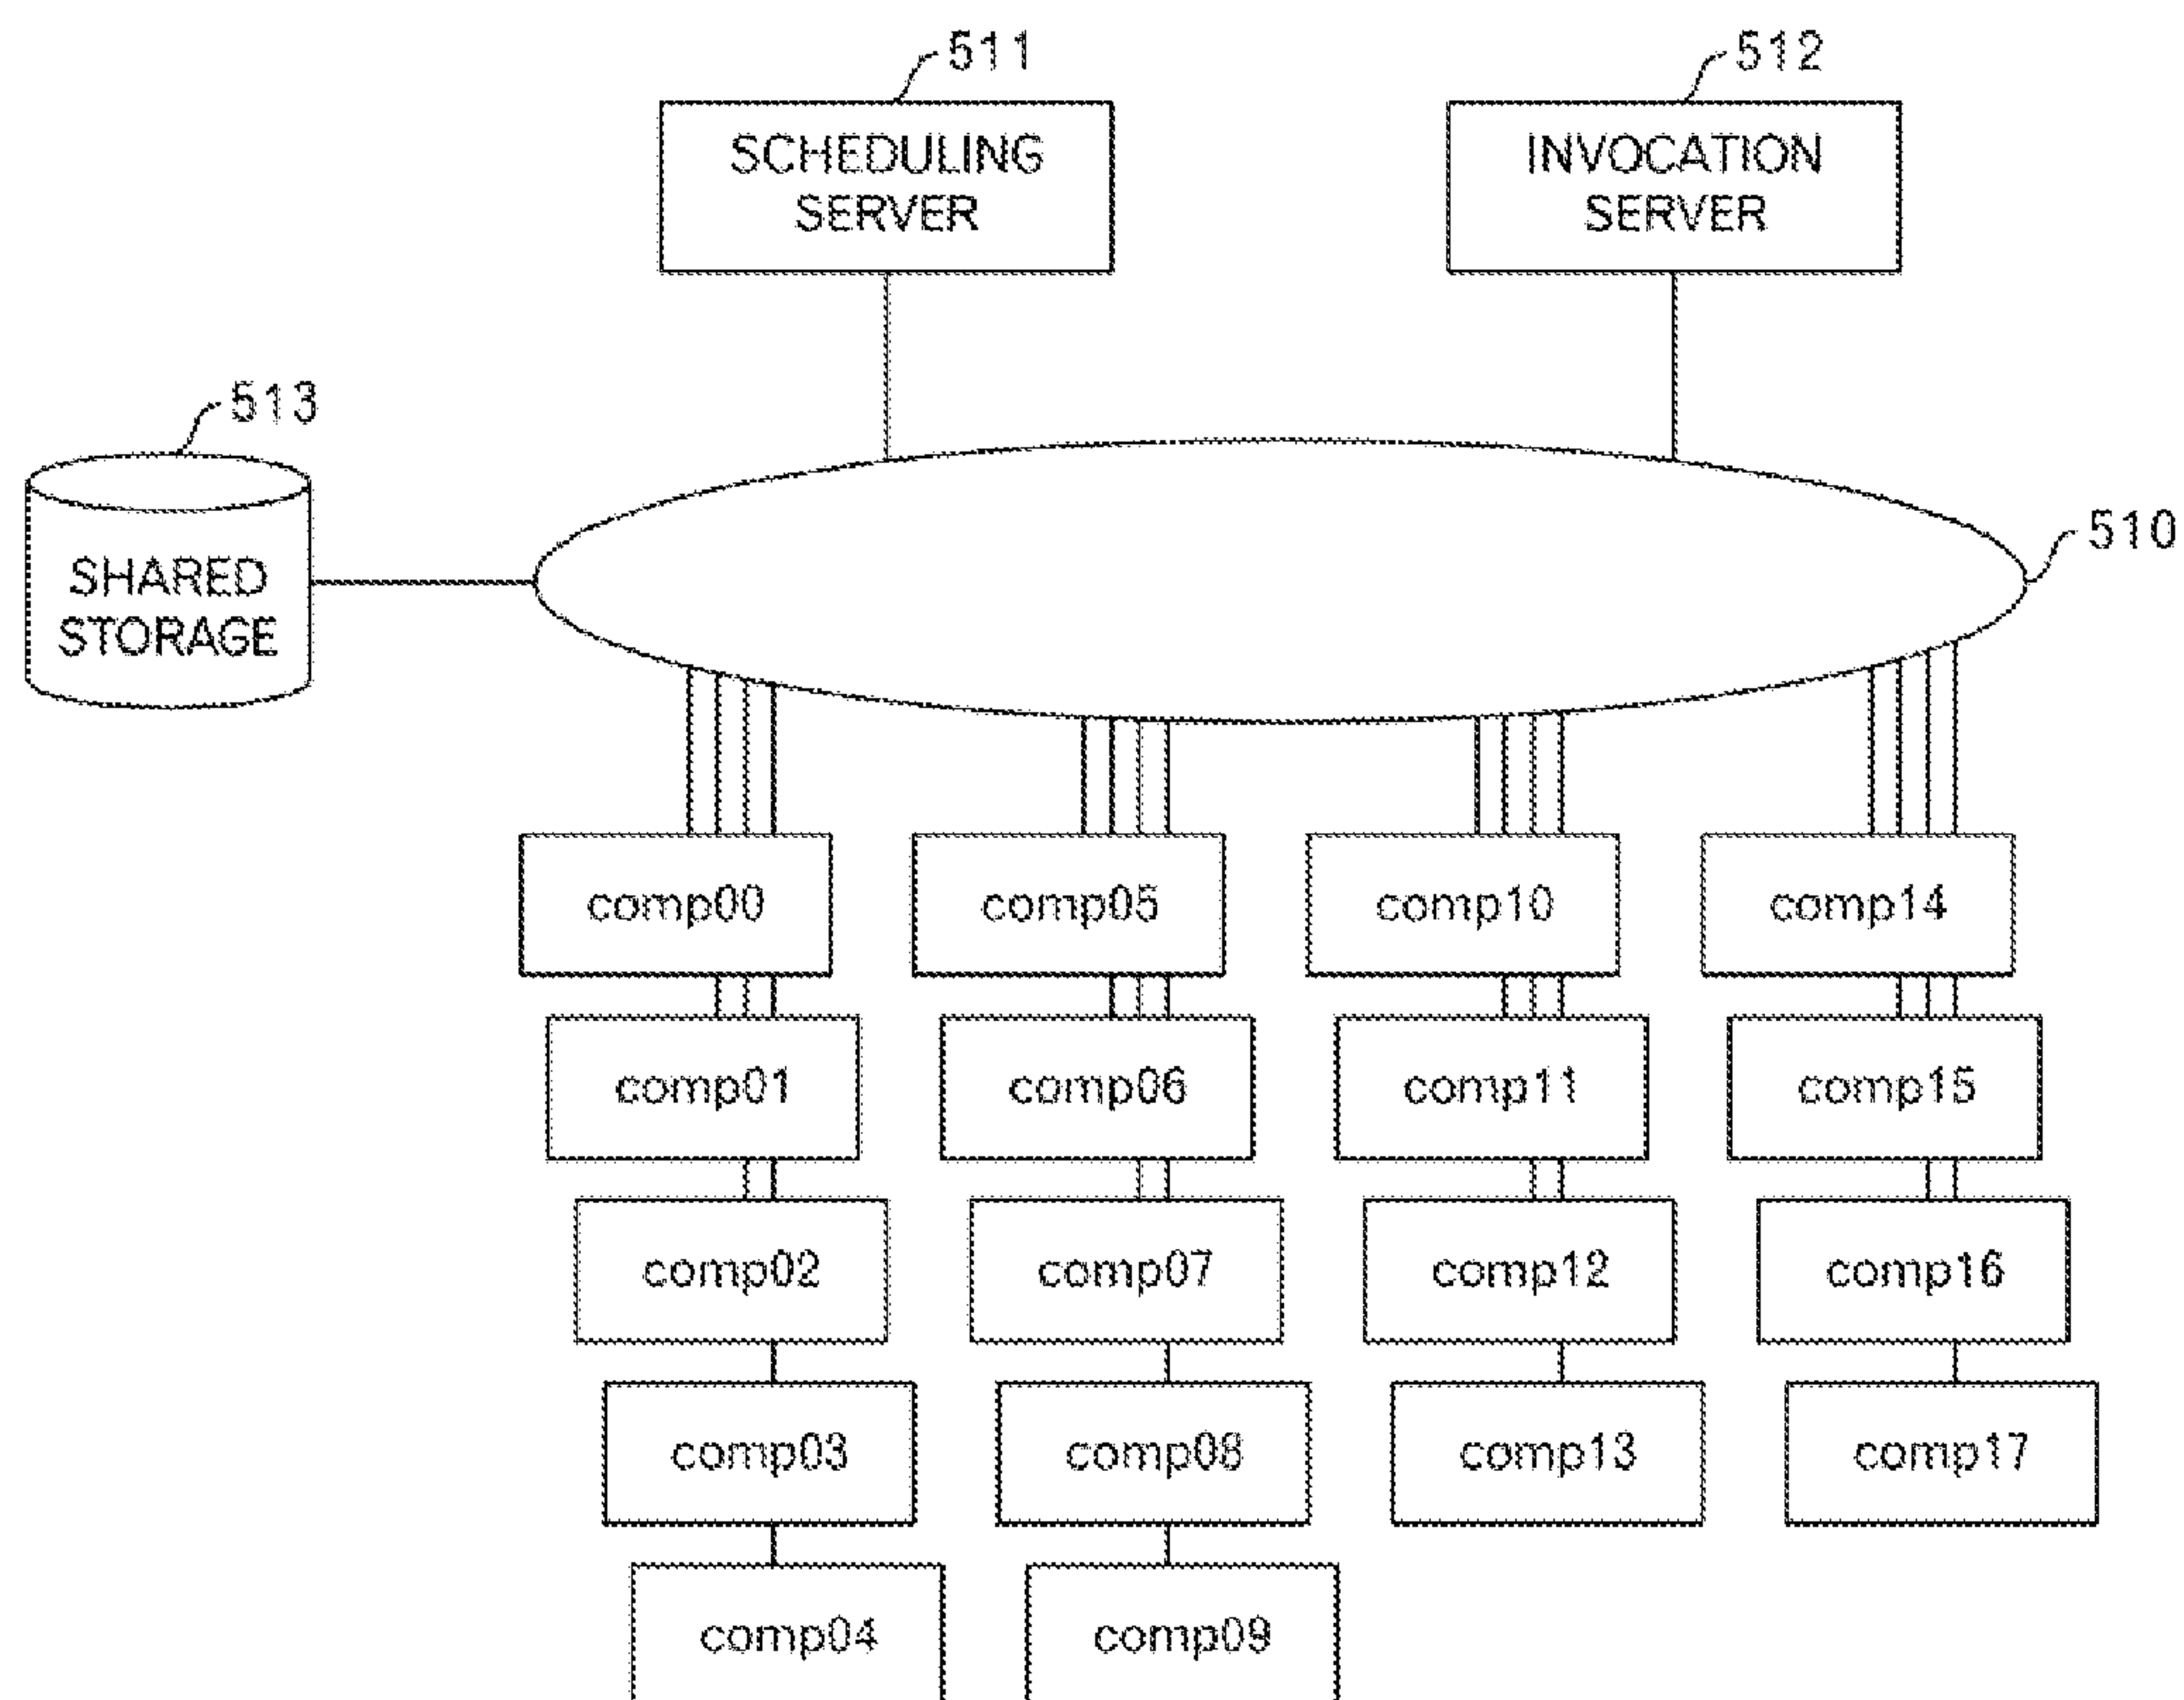 511
512
SCHEDULING
SERVER
INVOCATION
SERVER
513
510
SHARED
STORAGE
comp00
comp05
comp10
comp14
comp01
comp06
comp11
comp15
comp02
comp07
comp12
comp16
comp03
comp08
comp13
comp17
comp04
comp09